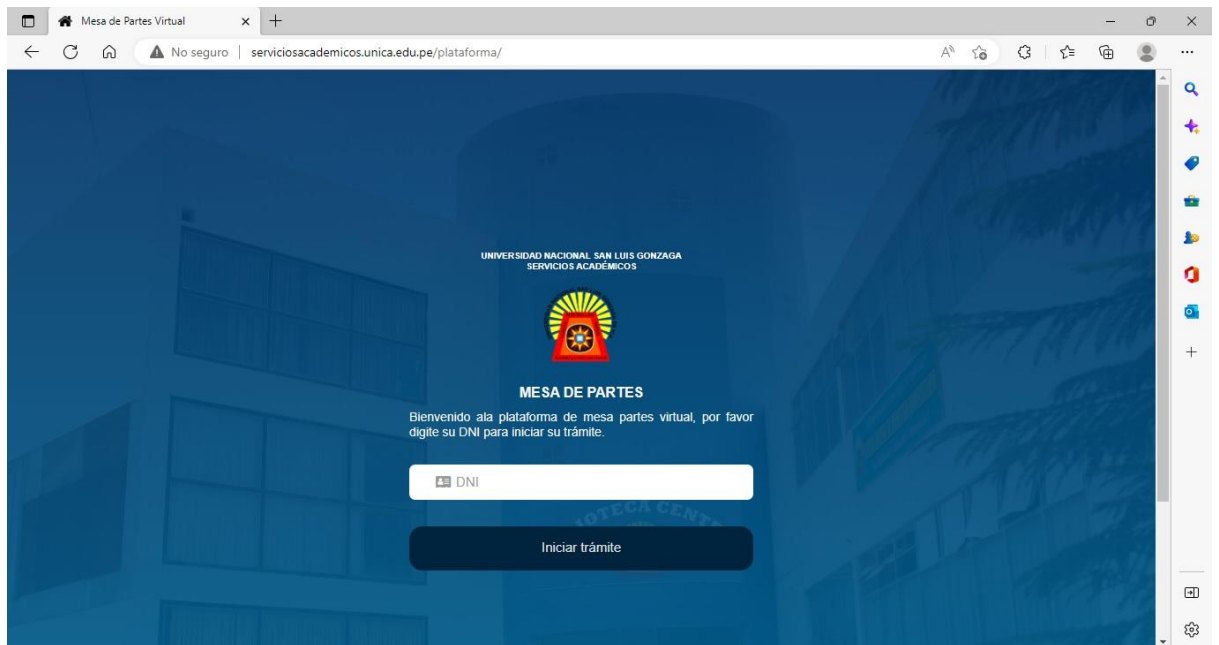 Mesa de Partes Virtual
No seguro
serviciosacademicos.unica.edu.pe/plataforma/
UNIVERSIDAD NACIONAL SAN LUIS GONZAGA
SERVICIOS ACADÉMICOS
MESA DE PARTES
Bienvenido ala plataforma de mesa partes virtual, por favor
digite su DNI para iniciar su trámite.
DNI
Iniciar trámite